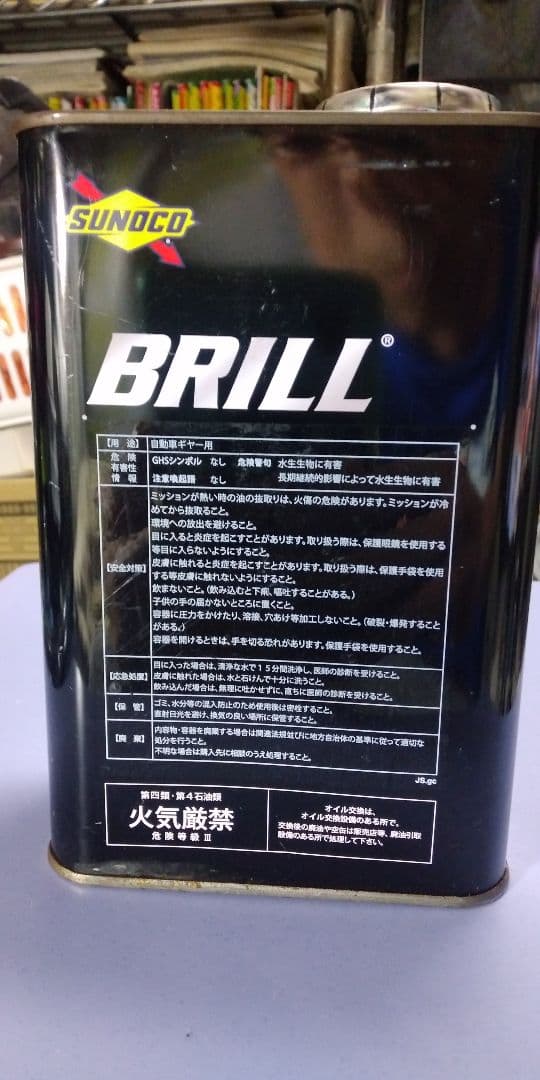 SUNOCO
BRILL®
【用 途】 自動車ギヤー用
危 険 GHSシンボル なし 危険警句 水生生物に有害
有害性
情 報 注意喚起語 なし 長期継続的影響によって水生生物に有害
ミッションが熱い時の油の抜取りは、火傷の危険があります。ミッションが冷
めてから抜取ること。
環境への放出を避けること。
目に入ると炎症を起こすことがあります。取り扱う際は、保護眼鏡を使用する
等目に入らないようにすること。
皮膚に触れると炎症を起こすことがあります。取り扱う際は、保護手袋を使用
【安全対策】 する等皮膚に触れないようにすること。
飲まないこと。(飲み込むと下痢、嘔吐することがある。)
子供の手の届かないところに置くこと。
容器に圧力をかけたり、溶接、穴あけ等加工しないこと。(破裂・爆発すること
がある。)
容器を開けるときは、手を切る恐れがあります。保護手袋を使用すること。
目に入った場合は、清浄な水で15分間洗浄し、医師の診断を受けること。
【応急処置】 皮膚に触れた場合は、水と石けんで十分に洗うこと。
飲み込んだ場合は、無理に吐かせずに、直ちに医師の診断を受けること。
【保 管】 ゴミ、水分等の混入防止のため使用後は密栓すること。
直射日光を避け、換気の良い場所に保管すること。
内容物・容器を廃棄する場合は関連法規並びに地方自治体の基準に従って適切な
【廃 棄】 処分を行うこと。
不明な場合は購入先に相談のうえ処理すること。
JS.gc
第四類・第4石油類
火気厳禁
危険等級Ⅲ
オイル交換は、
オイル交換設備のある所で。
交換後の廃油や空缶は販売店等、廃油引取
設備のある所で処理して下さい。